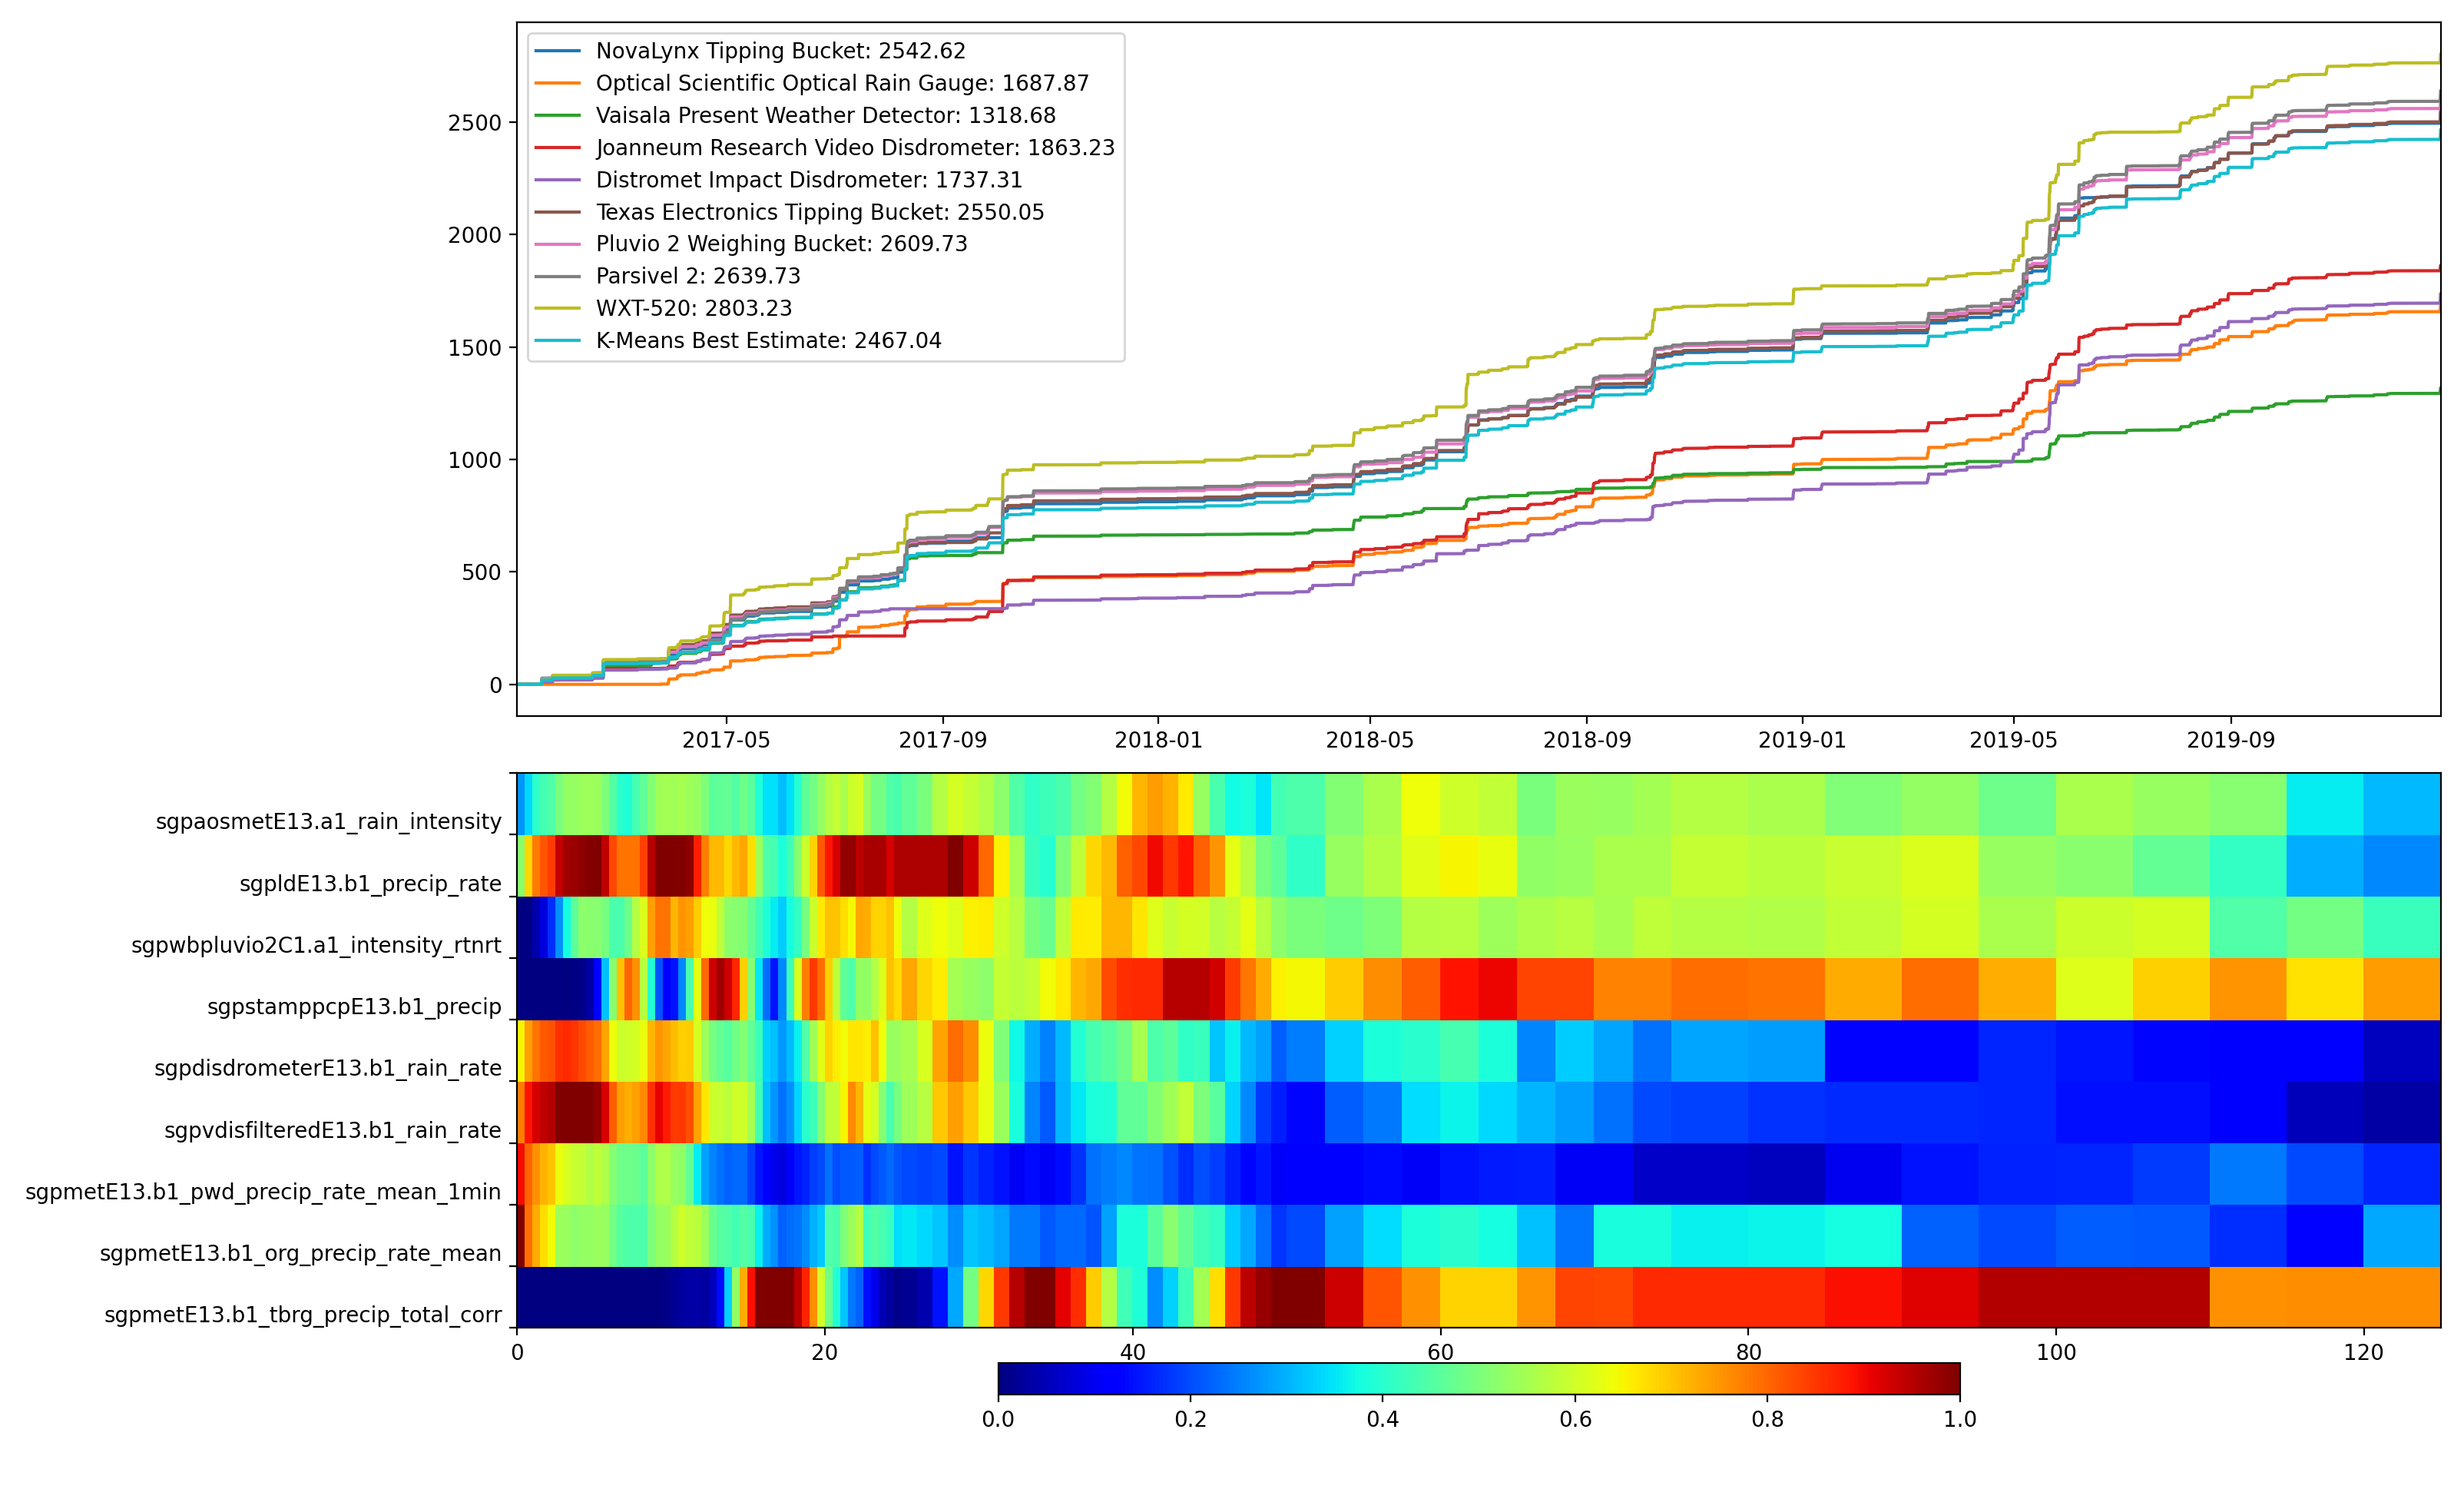 NovaLynx Tipping Bucket: 2542.62
Optical Scientific Optical Rain Gauge: 1687.87
Vaisala Present Weather Detector: 1318.68
Joanneum Research Video Disdrometer: 1863.23
Distromet Impact Disdrometer: 1737.31
Texas Electronics Tipping Bucket: 2550.05
Pluvio 2 Weighing Bucket: 2609.73
Parsivel 2: 2639.73
WXT-520: 2803.23
K-Means Best Estimate: 2467.04
2500
2000
1500
1000
500
0
2017-05 2017-09 2018-01 2018-05 2018-09 2019-01 2019-05 2019-09
sgpaosmetE13.a1_rain_intensity
sgpldE13.b1_precip_rate
sgpwbpluvio2C1.a1_intensity_rtnrt
sgpstamppcpE13.b1_precip
sgpdisdrometerE13.b1_rain_rate
sgpvdisfilteredE13.b1_rain_rate
sgpmetE13.b1_pwd_precip_rate_mean_1min
sgpmetE13.b1_org_precip_rate_mean
sgpmetE13.b1_tbrg_precip_total_corr
0 20 40 60 80 100 120
0.0 0.2 0.4 0.6 0.8 1.0